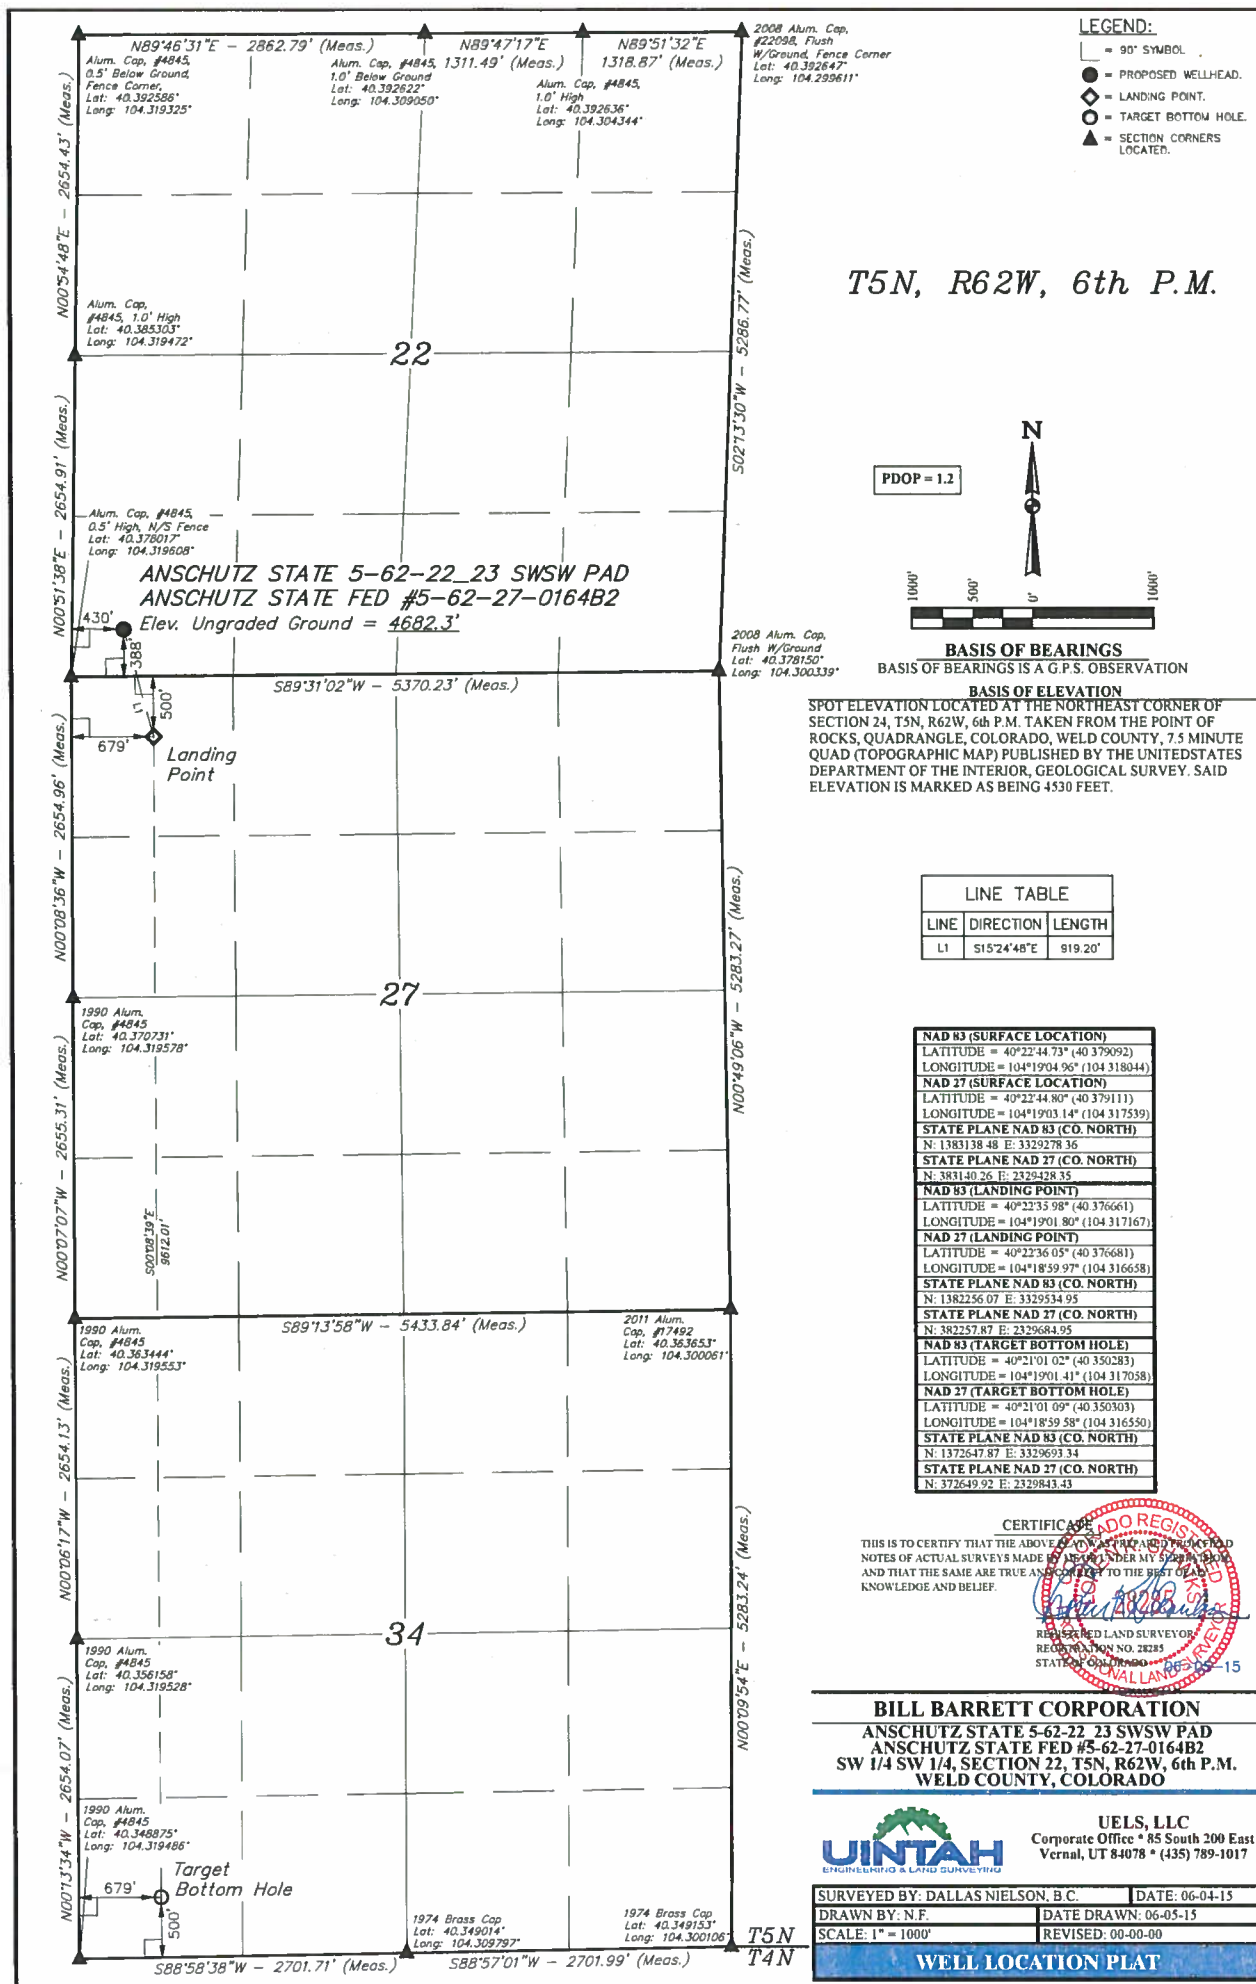 N89°46'31"E - 2862.79' (Meas.)
N89°47'17"E
1311.49' (Meas.)
N89°51'32"E
1318.87' (Meas.)
Alum. Cap, #4845,
0.5' Below Ground,
Fence Corner,
Lat: 40.392586°
Long: 104.319325°
Alum. Cap, #4845,
1.0' Below Ground
Lat: 40.392622°
Long: 104.309050°
Alum. Cap, #4845,
1.0' High
Lat: 40.392636°
Long: 104.304344°
2008 Alum. Cap,
#22098, Flush
W/Ground, Fence Corner
Lat: 40.392647°
Long: 104.299611°
LEGEND:
= 90° SYMBOL
= PROPOSED WELLHEAD.
= LANDING POINT.
= TARGET BOTTOM HOLE.
= SECTION CORNERS
LOCATED.
N00°54'48"E - 2654.43' (Meas.)
S02°13'30"W - 5286.77' (Meas.)
T5N, R62W, 6th P.M.
Alum. Cap,
#4845, 1.0' High
Lat: 40.385303°
Long: 104.319472°
22
N00°51'38"E - 2654.91' (Meas.)
N
PDOP = 1.2
Alum. Cap, #4845,
0.5' High, N/S Fence
Lat: 40.378017°
Long: 104.319608°
ANSCHUTZ STATE 5-62-22_23 SWSW PAD
ANSCHUTZ STATE FED #5-62-27-0164B2
Elev. Ungraded Ground = 4682.3'
430'
388'
L1
500'
679'
Landing
Point
1000'
500'
0'
1000'
2008 Alum. Cap,
Flush W/Ground
Lat: 40.378150°
Long: 104.300339°
S89°31'02"W - 5370.23' (Meas.)
BASIS OF BEARINGS
BASIS OF BEARINGS IS A G.P.S. OBSERVATION
BASIS OF ELEVATION
SPOT ELEVATION LOCATED AT THE NORTHEAST CORNER OF
SECTION 24, T5N, R62W, 6th P.M. TAKEN FROM THE POINT OF
ROCKS, QUADRANGLE, COLORADO, WELD COUNTY, 7.5 MINUTE
QUAD (TOPOGRAPHIC MAP) PUBLISHED BY THE UNITEDSTATES
DEPARTMENT OF THE INTERIOR, GEOLOGICAL SURVEY. SAID
ELEVATION IS MARKED AS BEING 4530 FEET.
N00°08'36"W - 2654.96' (Meas.)
LINE TABLE
LINE DIRECTION LENGTH
L1 S15°24'48"E 919.20'
N00°49'06"W - 5283.27' (Meas.)
27
1990 Alum.
Cap, #4845
Lat: 40.370731°
Long: 104.319578°
N00°07'07"W - 2655.31' (Meas.)
S00°08'39"E
9612.01'
NAD 83 (SURFACE LOCATION)
LATITUDE = 40°22'44.73" (40.379092)
LONGITUDE = 104°19'04.96" (104.318044)
NAD 27 (SURFACE LOCATION)
LATITUDE = 40°22'44.80" (40.379111)
LONGITUDE = 104°19'03.14" (104.317539)
STATE PLANE NAD 83 (CO. NORTH)
N: 1383138.48 E: 3329278.36
STATE PLANE NAD 27 (CO. NORTH)
N: 383140.26 E: 2329428.35
NAD 83 (LANDING POINT)
LATITUDE = 40°22'35.98" (40.376661)
LONGITUDE = 104°19'01.80" (104.317167)
NAD 27 (LANDING POINT)
LATITUDE = 40°22'36.05" (40.376681)
LONGITUDE = 104°18'59.97" (104.316658)
STATE PLANE NAD 83 (CO. NORTH)
N: 1382256.07 E: 3329534.95
STATE PLANE NAD 27 (CO. NORTH)
N: 382257.87 E: 2329684.95
NAD 83 (TARGET BOTTOM HOLE)
LATITUDE = 40°21'01.02" (40.350283)
LONGITUDE = 104°19'01.41" (104.317058)
NAD 27 (TARGET BOTTOM HOLE)
LATITUDE = 40°21'01.09" (40.350303)
LONGITUDE = 104°18'59.58" (104.316550)
STATE PLANE NAD 83 (CO. NORTH)
N: 1372647.87 E: 3329693.34
STATE PLANE NAD 27 (CO. NORTH)
N: 372649.92 E: 2329843.43
S89°13'58"W - 5433.84' (Meas.)
1990 Alum.
Cap, #4845
Lat: 40.363444°
Long: 104.319553°
2011 Alum.
Cap, #17492
Lat: 40.363653°
Long: 104.300061°
N00°06'17"W - 2654.13' (Meas.)
N00°09'54"E - 5283.24' (Meas.)
34
1990 Alum.
Cap, #4845
Lat: 40.356158°
Long: 104.319528°
N00°13'34"W - 2654.07' (Meas.)
1990 Alum.
Cap, #4845
Lat: 40.348875°
Long: 104.319486°
Target
Bottom Hole
679'
500'
1974 Brass Cap
Lat: 40.349014°
Long: 104.309797°
1974 Brass Cap
Lat: 40.349153°
Long: 104.300106°
T5N
T4N
S88°58'38"W - 2701.71' (Meas.)
S88°57'01"W - 2701.99' (Meas.)
CERTIFICATE
THIS IS TO CERTIFY THAT THE ABOVE PLAT WAS PREPARED FROM FIELD
NOTES OF ACTUAL SURVEYS MADE BY ME OR UNDER MY SUPERVISION
AND THAT THE SAME ARE TRUE AND CORRECT TO THE BEST OF MY
KNOWLEDGE AND BELIEF.
COLORADO REGISTERED
28285
PROFESSIONAL LAND SURVEYOR
REGISTERED LAND SURVEYOR
REGISTRATION NO. 28285
STATE OF COLORADO
BILL BARRETT CORPORATION
ANSCHUTZ STATE 5-62-22_23 SWSW PAD
ANSCHUTZ STATE FED #5-62-27-0164B2
SW 1/4 SW 1/4, SECTION 22, T5N, R62W, 6th P.M.
WELD COUNTY, COLORADO
UINTAH
ENGINEERING & LAND SURVEYING
UELS, LLC
Corporate Office * 85 South 200 East
Vernal, UT 84078 * (435) 789-1017
SURVEYED BY: DALLAS NIELSON, B.C. DATE: 06-04-15
DRAWN BY: N.F. DATE DRAWN: 06-05-15
SCALE: 1" = 1000' REVISED: 00-00-00
WELL LOCATION PLAT